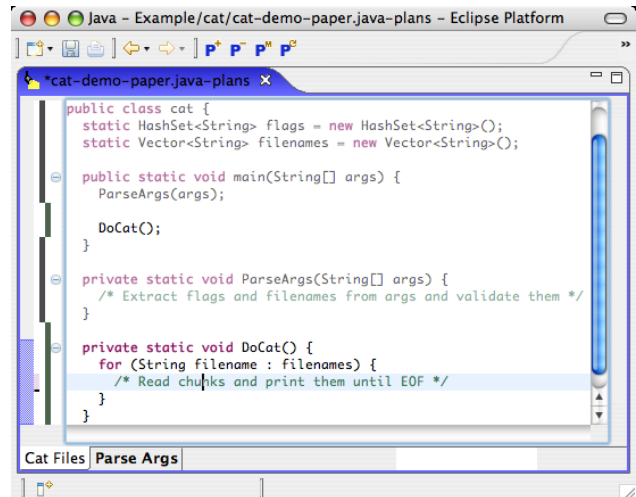 Java - Example/cat/cat-demo-paper.java-plans - Eclipse Platform
P+ P- PM PC
*cat-demo-paper.java-plans
public class cat {
static HashSet<String> flags = new HashSet<String>();
static Vector<String> filenames = new Vector<String>();
public static void main(String[] args) {
ParseArgs(args);
DoCat();
}
private static void ParseArgs(String[] args) {
/* Extract flags and filenames from args and validate them */
}
private static void DoCat() {
for (String filename : filenames) {
/* Read chunks and print them until EOF */
}
}
Cat Files Parse Args